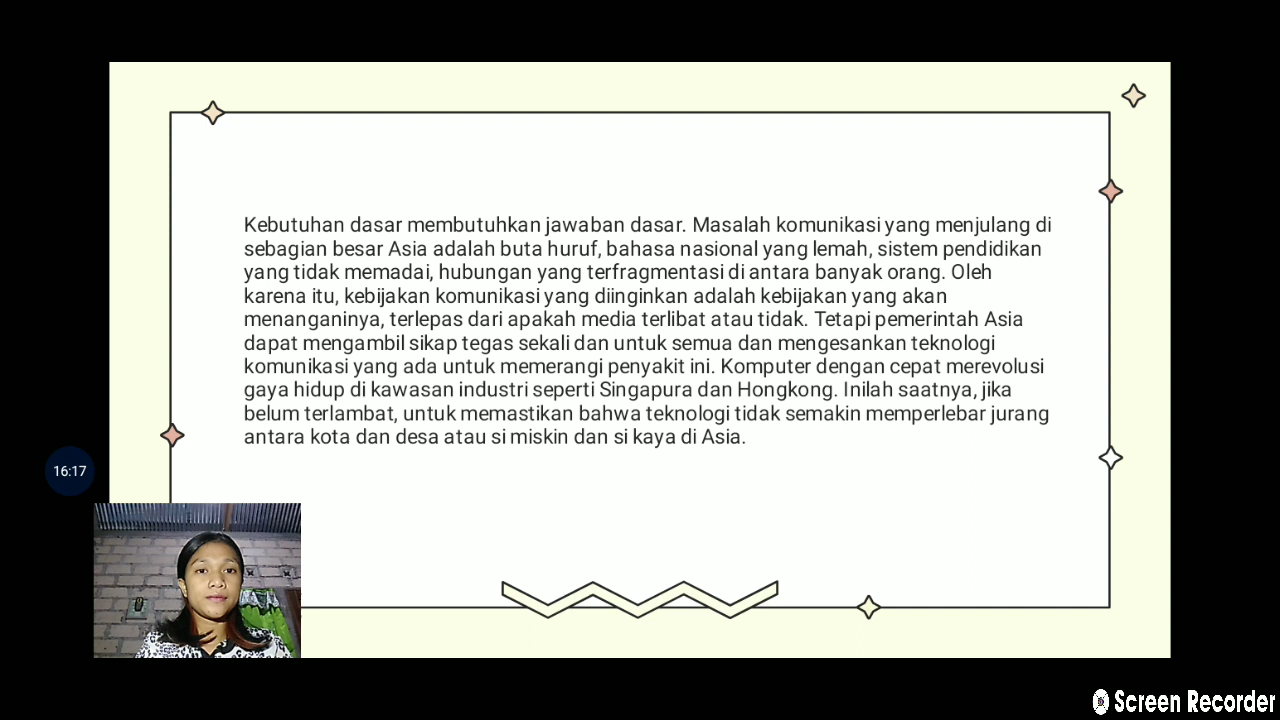 Kebutuhan dasar membutuhkan jawaban dasar. Masalah komunikasi yang menjulang di
sebagian besar Asia adalah buta huruf, bahasa nasional yang lemah, sistem pendidikan
yang tidak memadai, hubungan yang terfragmentasi di antara banyak orang. Oleh
karena itu, kebijakan komunikasi yang diinginkan adalah kebijakan yang akan
menanganinya, terlepas dari apakah media terlibat atau tidak. Tetapi pemerintah Asia
dapat mengambil sikap tegas sekali dan untuk semua dan mengesankan teknologi
komunikasi yang ada untuk memerangi penyakit ini. Komputer dengan cepat merevolusi
gaya hidup di kawasan industri seperti Singapura dan Hongkong. Inilah saatnya, jika
belum terlambat, untuk memastikan bahwa teknologi tidak semakin memperlebar jurang
antara kota dan desa atau si miskin dan si kaya di Asia.
16:17
Screen Recorder